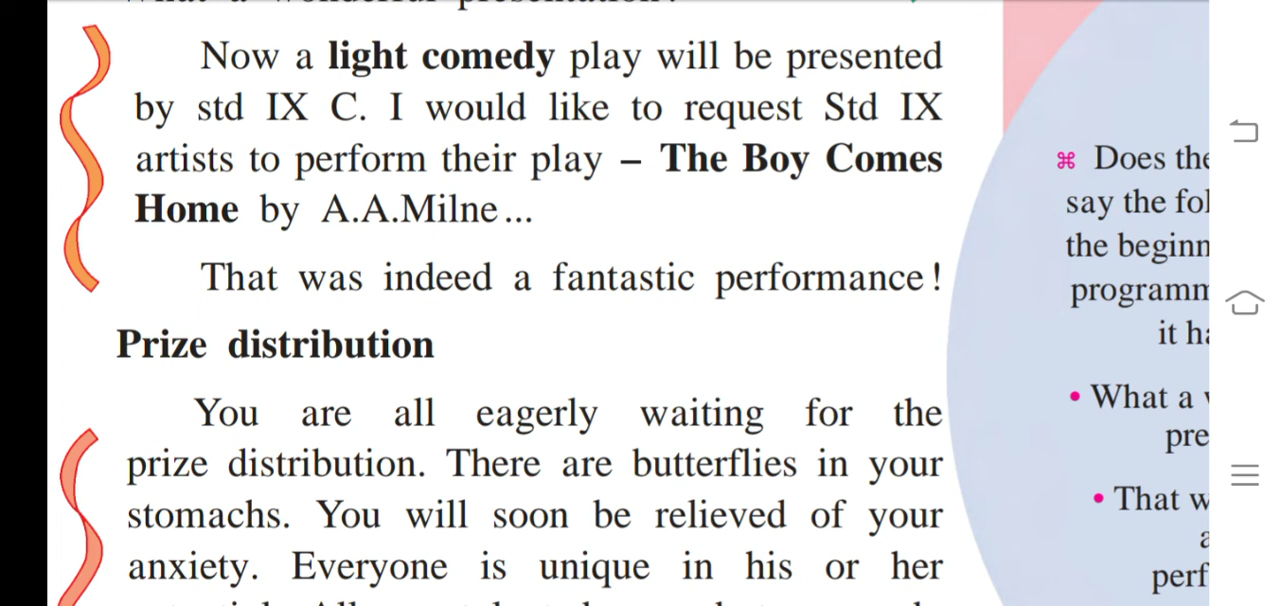 Now a light comedy play will be presented
by std IX C. I would like to request Std IX
artists to perform their play – The Boy Comes
Home by A.A.Milne...
That was indeed a fantastic performance!
Prize distribution
You are all eagerly waiting for the
prize distribution. There are butterflies in your
stomachs. You will soon be relieved of your
anxiety. Everyone is unique in his or her
⌘ Does the
say the fol
the beginn
programm
it ha
• What a
pre
• That w
a
perf